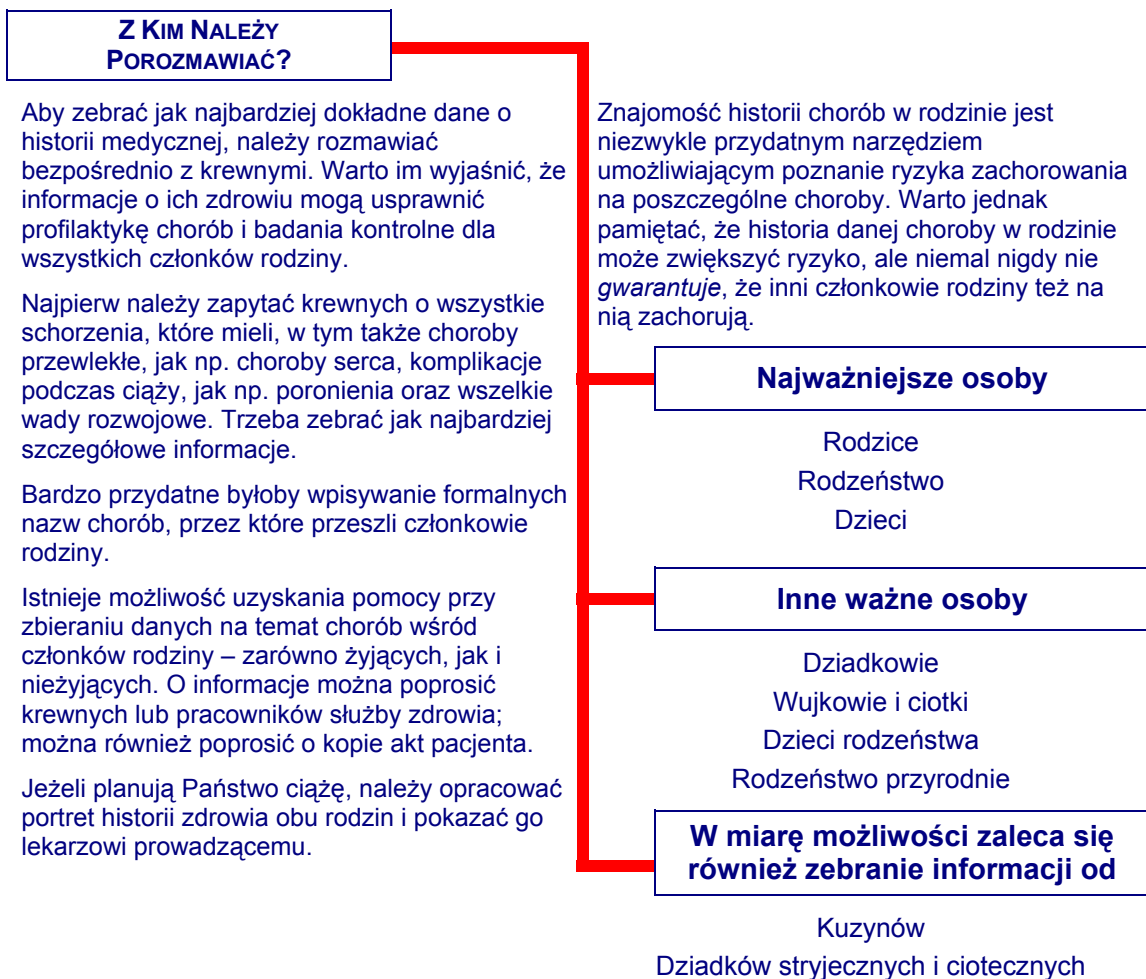 Z KIM NALEŻY
POROZMAWIAĆ?
Aby zebrać jak najbardziej dokładne dane o
historii medycznej, należy rozmawiać
bezpośrednio z krewnymi. Warto im wyjaśnić, że
informacje o ich zdrowiu mogą usprawnić
profilaktykę chorób i badania kontrolne dla
wszystkich członków rodziny.
Najpierw należy zapytać krewnych o wszystkie
schorzenia, które mieli, w tym także choroby
przewlekłe, jak np. choroby serca, komplikacje
podczas ciąży, jak np. poronienia oraz wszelkie
wady rozwojowe. Trzeba zebrać jak najbardziej
szczegółowe informacje.
Bardzo przydatne byłoby wpisywanie formalnych
nazw chorób, przez które przeszli członkowie
rodziny.
Istnieje możliwość uzyskania pomocy przy
zbieraniu danych na temat chorób wśród
członków rodziny – zarówno żyjących, jak i
nieżyjących. O informacje można poprosić
krewnych lub pracowników służby zdrowia;
można również poprosić o kopie akt pacjenta.
Jeżeli planują Państwo ciążę, należy opracować
portret historii zdrowia obu rodzin i pokazać go
lekarzowi prowadzącemu.
Znajomość historii chorób w rodzinie jest
niezwykle przydatnym narzędziem
umożliwiającym poznanie ryzyka zachorowania
na poszczególne choroby. Warto jednak
pamiętać, że historia danej choroby w rodzinie
może zwiększyć ryzyko, ale niemal nigdy nie
gwarantuje, że inni członkowie rodziny też na
nią zachorują.
Najważniejsze osoby
Rodzice
Rodzeństwo
Dzieci
Inne ważne osoby
Dziadkowie
Wujkowie i ciotki
Dzieci rodzeństwa
Rodzeństwo przyrodnie
W miarę możliwości zaleca się
również zebranie informacji od
Kuzynów
Dziadków stryjecznych i ciotecznych